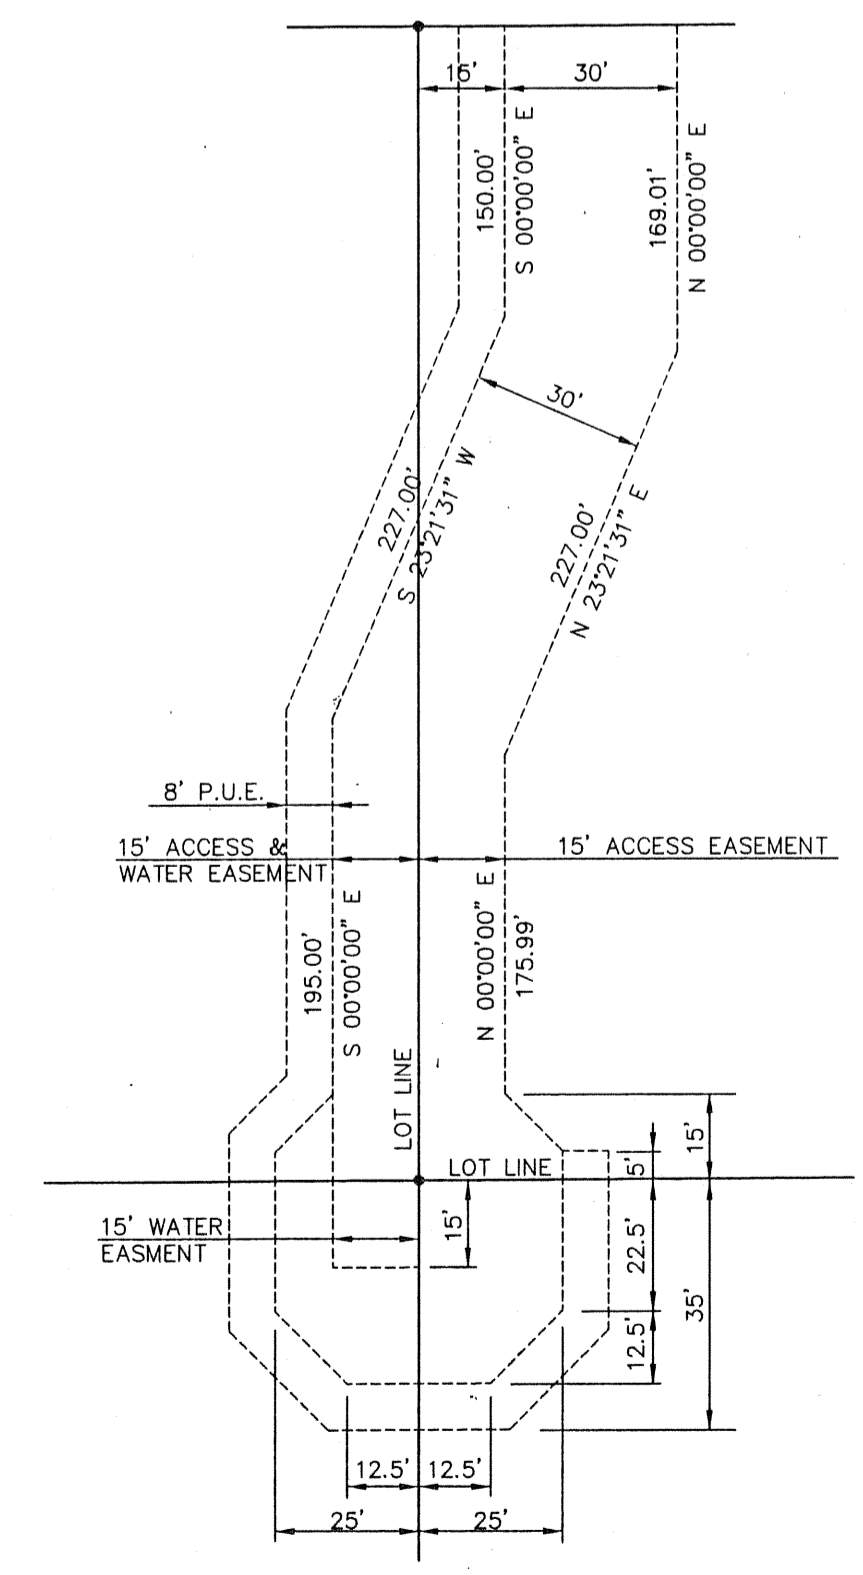 15'
30'
150.00'
S 00°00'00" E
169.01'
N 00°00'00" E
30'
227.00'
S 23°21'31" W
227.00'
N 23°21'31" E
8' P.U.E.
15' ACCESS &
WATER EASEMENT
15' ACCESS EASEMENT
195.00'
S 00°00'00" E
N 00°00'00" E
175.99'
LOT LINE
LOT LINE
15'
5'
15' WATER
EASMENT
15'
22.5'
35'
12.5'
12.5'
12.5'
25'
25'